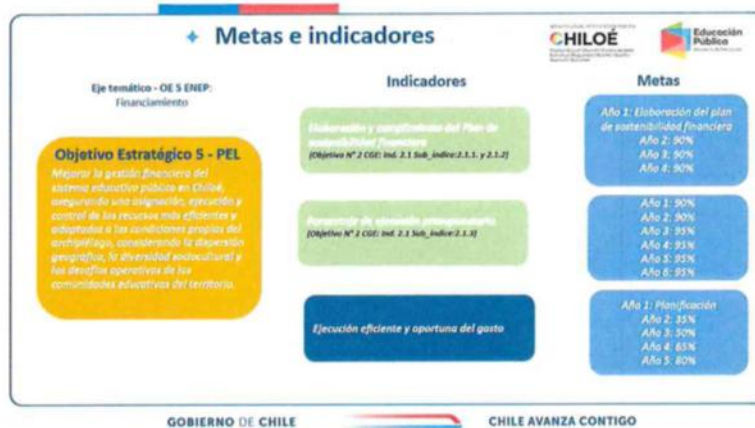 Metas e indicadores
CHILOÉ
Educación
Pública
Eje temático - OE 5 ENEP:
Financiamiento
Objetivo Estratégico 5 - PEL
Mejorar la gestión financiera del
sistema educativo público en Chiloé,
asegurando una asignación, ejecución y
control de los recursos más eficientes y
adaptados a las condiciones propias del
archipiélago, considerando la dispersión
geográfica, la diversidad sociocultural y
los desafíos operativos de las
comunidades educativas del territorio.
Indicadores
Elaboración y cumplimiento del Plan de
sostenibilidad financiera
(Objetivo N° 2 CGE: Ind. 2.1 Sub_índice:2.1.1. y 2.1.2)
Porcentaje de ejecución presupuestaria
(Objetivo N° 2 CGE: Ind. 2.1 Sub_índice:2.1.3)
Ejecución eficiente y oportuna del gasto
Metas
Año 1: Elaboración del plan
de sostenibilidad financiera
Año 2: 90%
Año 3: 90%
Año 4: 90%
Año 1: 90%
Año 2: 90%
Año 3: 95%
Año 4: 95%
Año 5: 95%
Año 6: 95%
Año 1: Planificación
Año 2: 35%
Año 3: 50%
Año 4: 65%
Año 5: 80%
GOBIERNO DE CHILE
CHILE AVANZA CONTIGO